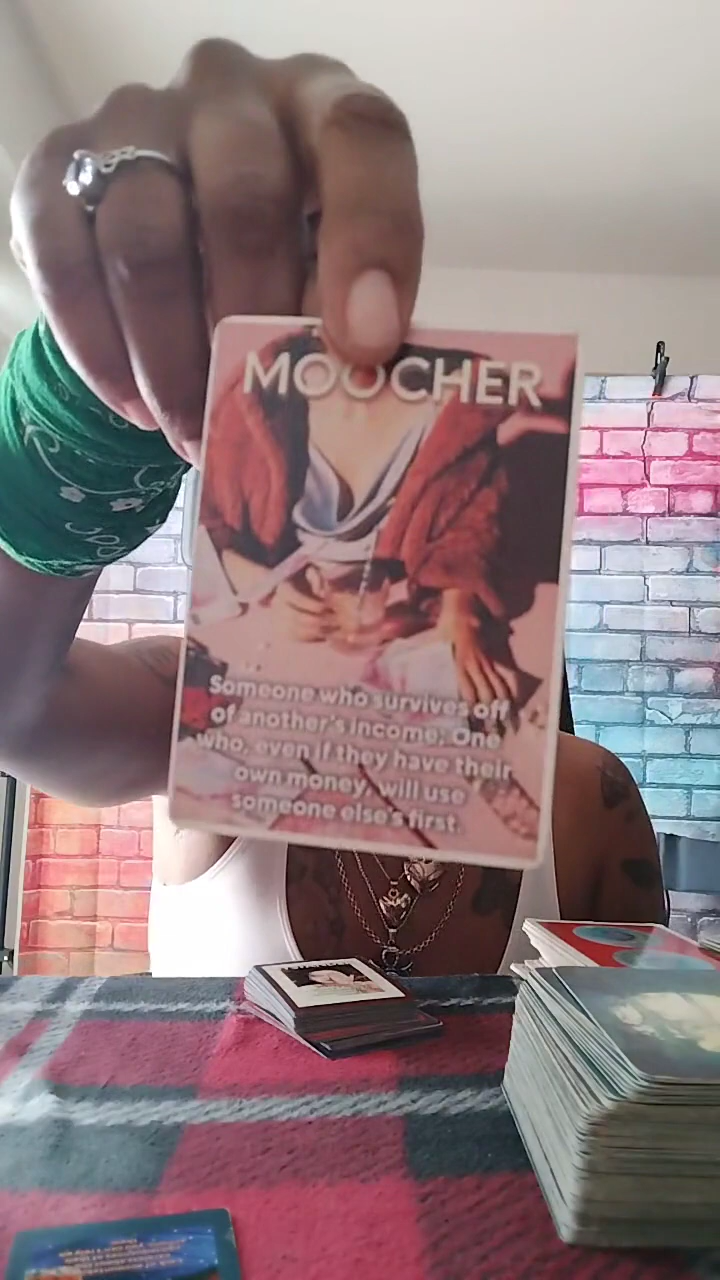 MOOCHER
Someone who survives off
of another's income; One
who, even if they have their
own money, will use
someone else's first.